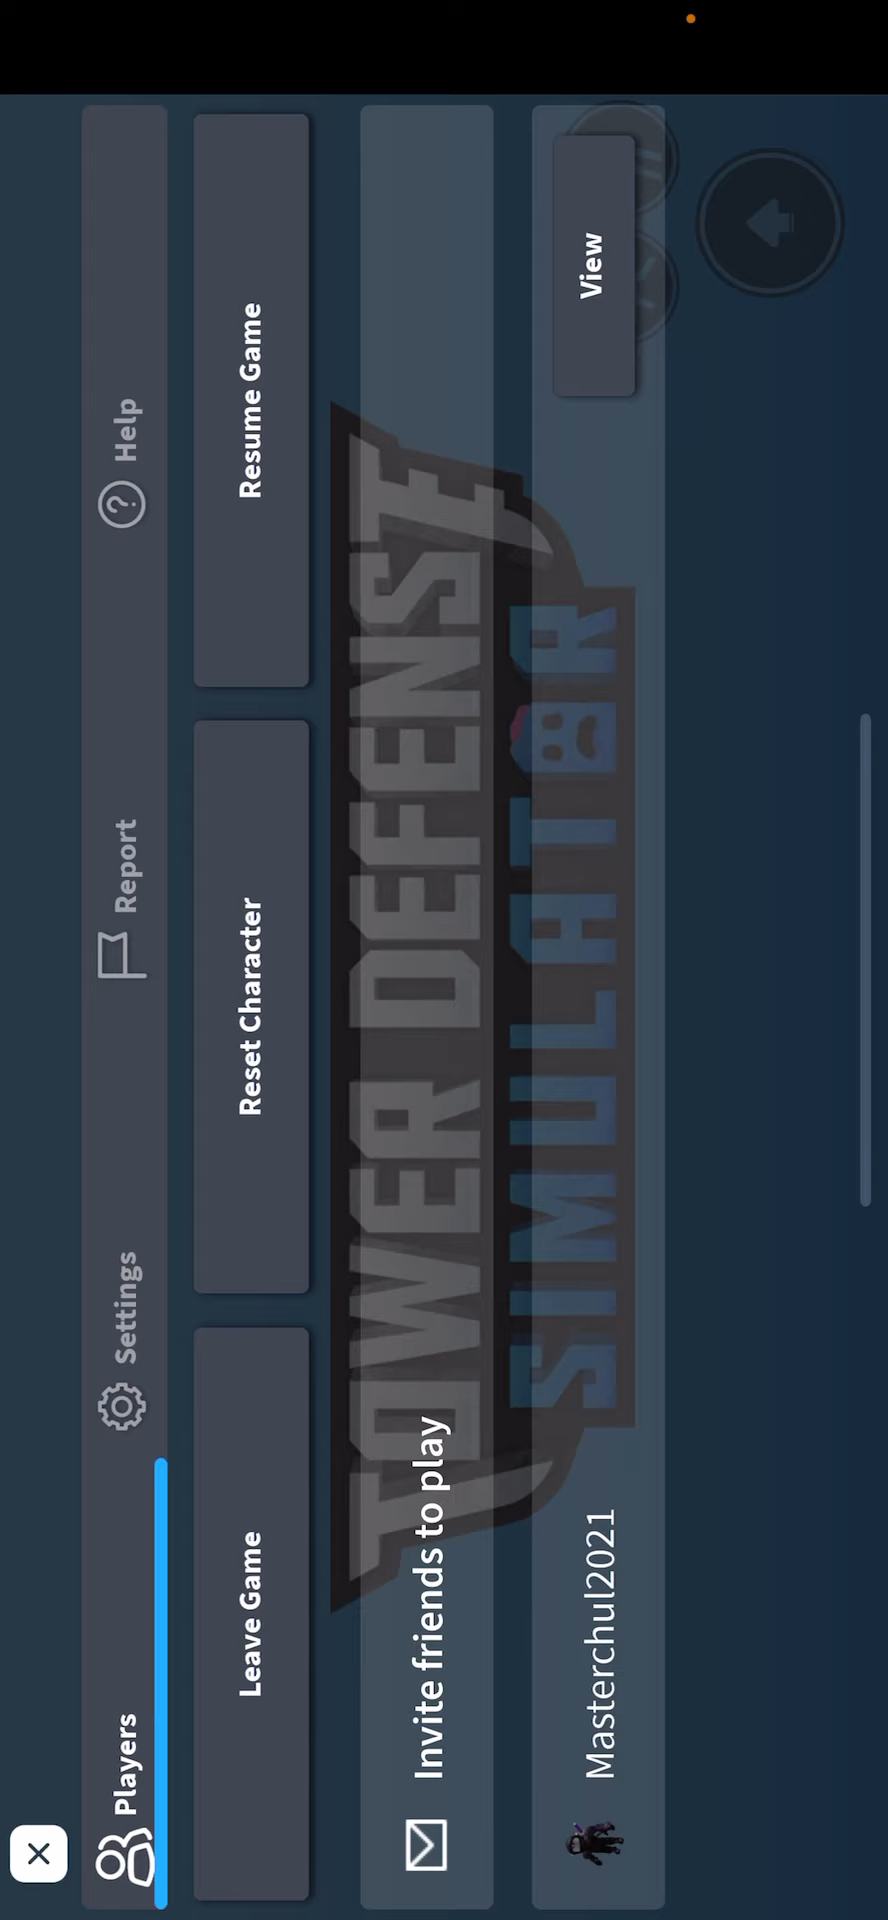 Players
Settings
Report
Help
Leave Game
Reset Character
Resume Game
TOWER DEFENSE
SIMULATOR
Invite friends to play
Masterchul2021
View